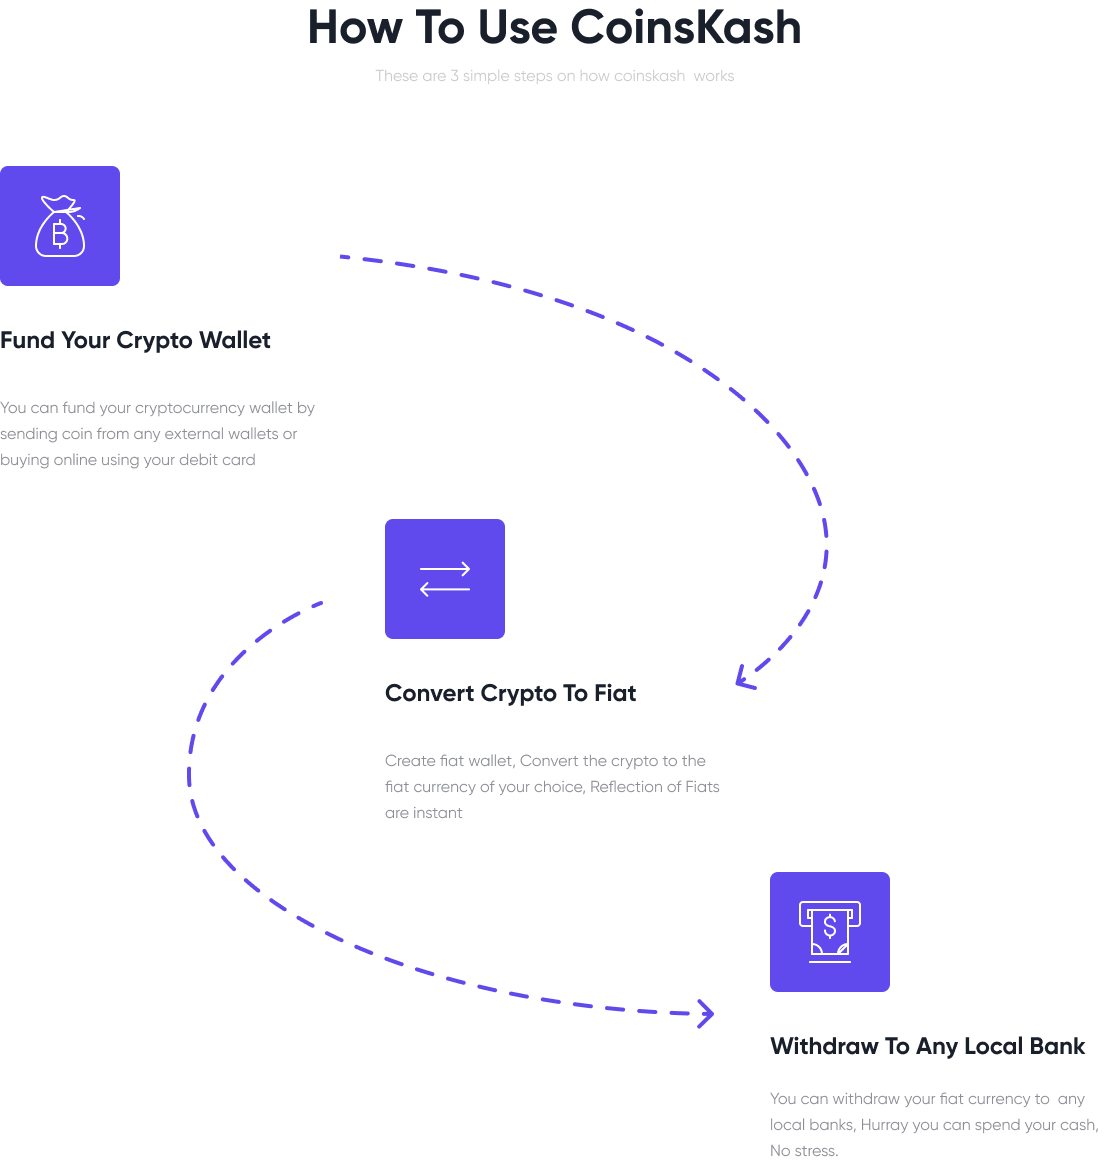 How To Use CoinsKash
These are 3 simple steps on how coinskash  works
Fund Your Crypto Wallet
You can fund your cryptocurrency wallet by
sending coin from any external wallets or
buying online using your debit card
Convert Crypto To Fiat
Create fiat wallet, Convert the crypto to the
fiat currency of your choice, Reflection of Fiats
are instant
Withdraw To Any Local Bank
You can withdraw your fiat currency to  any
local banks, Hurray you can spend your cash,
No stress.